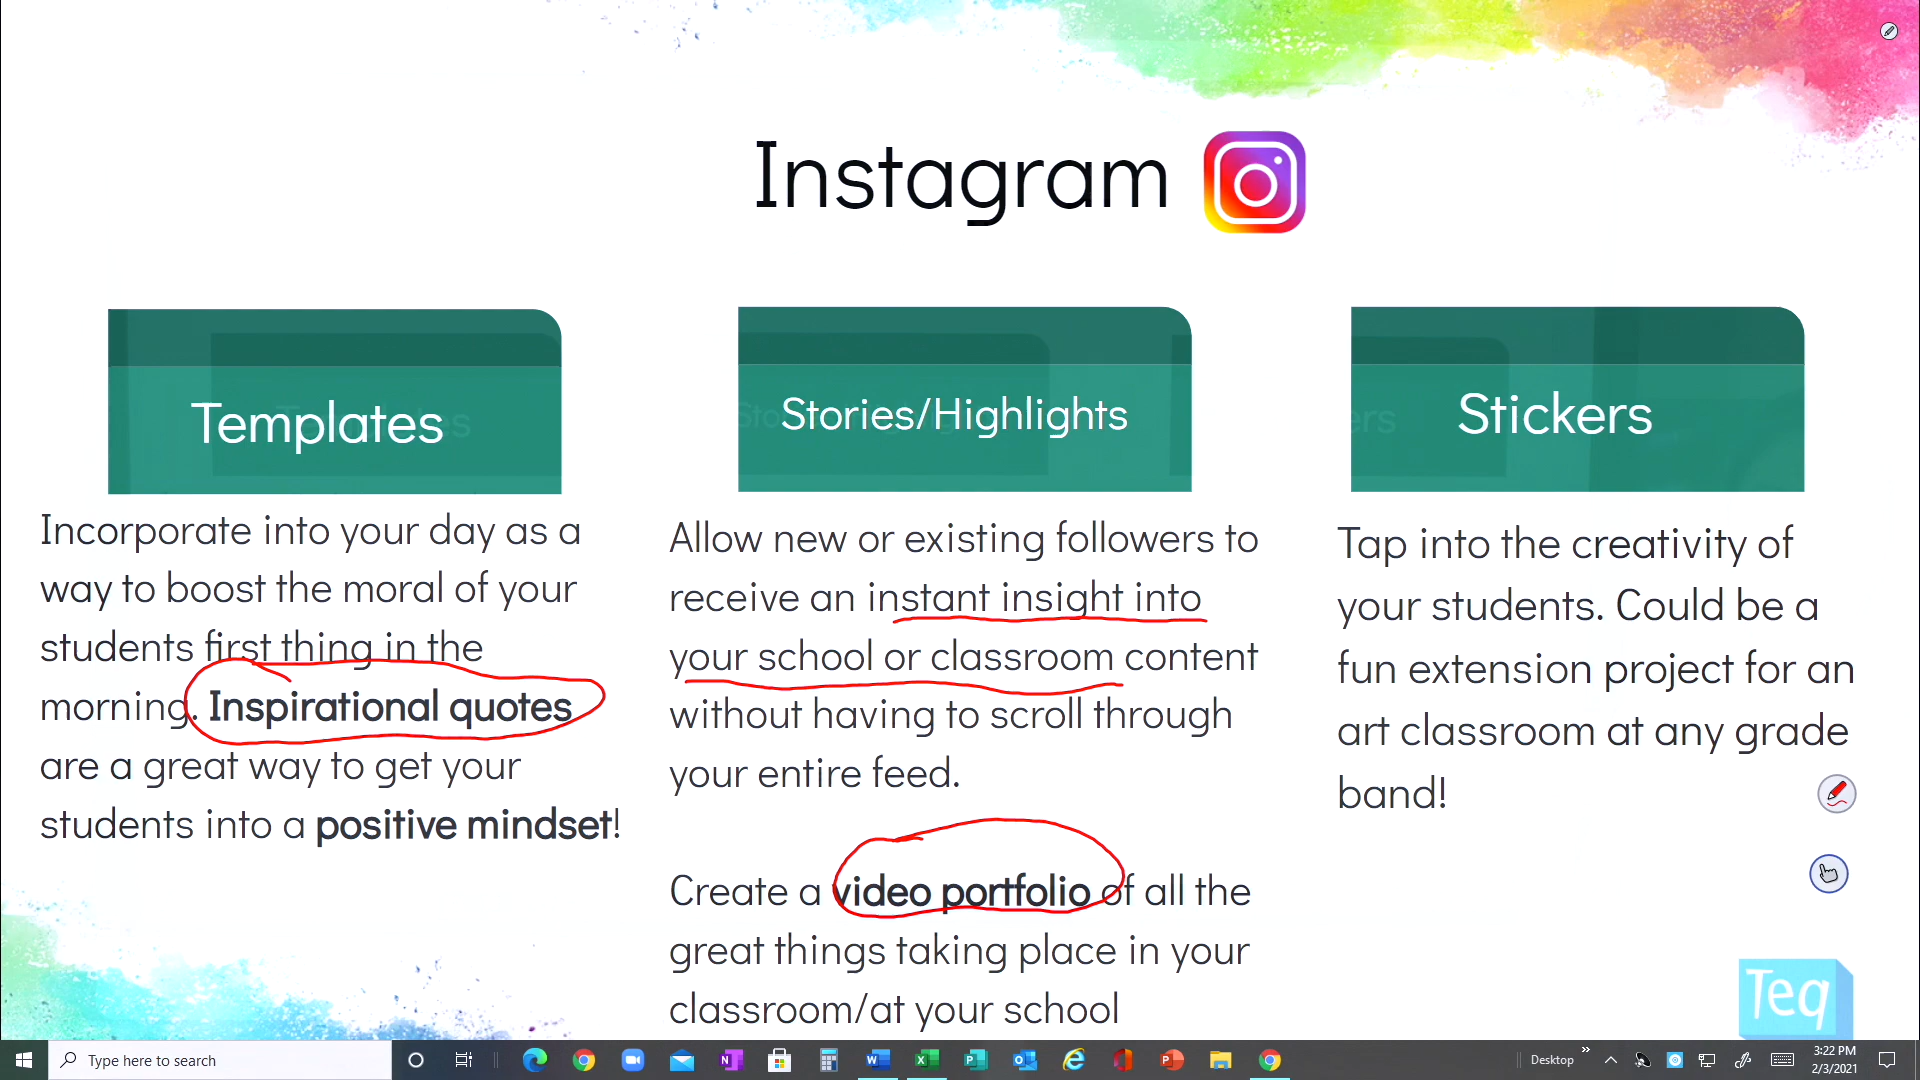 Instagram
Templates
Incorporate into your day as a
way to boost the moral of your
students first thing in the
morning. Inspirational quotes
are a great way to get your
students into a positive mindset!
Stories/Highlights
Allow new or existing followers to
receive an instant insight into
your school or classroom content
without having to scroll through
your entire feed.
Create a video portfolio of all the
great things taking place in your
classroom/at your school
Stickers
Tap into the creativity of
your students. Could be a
fun extension project for an
art classroom at any grade
band!
Teq
Type here to search
Desktop
3:22 PM
2/3/2021